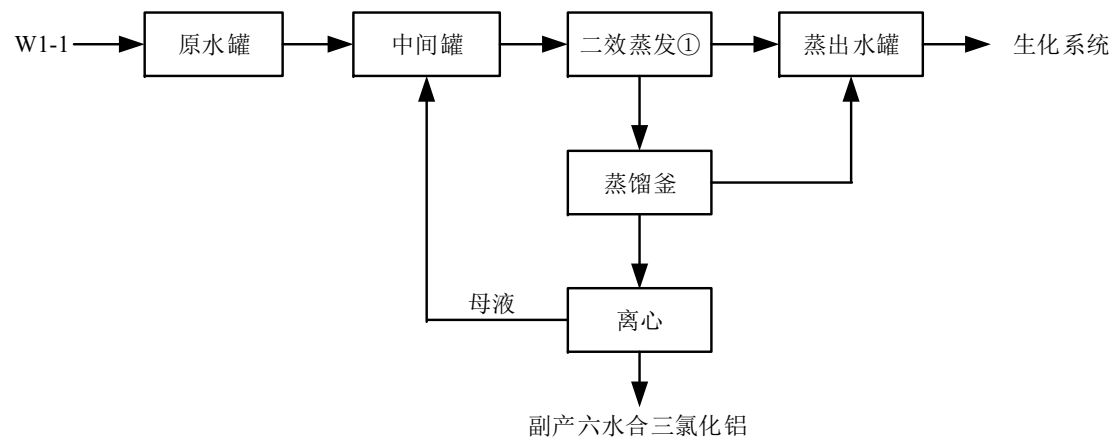 W1-1
原水罐
中间罐
二效蒸发①
蒸出水罐
生化系统
蒸馏釜
母液
离心
副产六水合三氯化铝